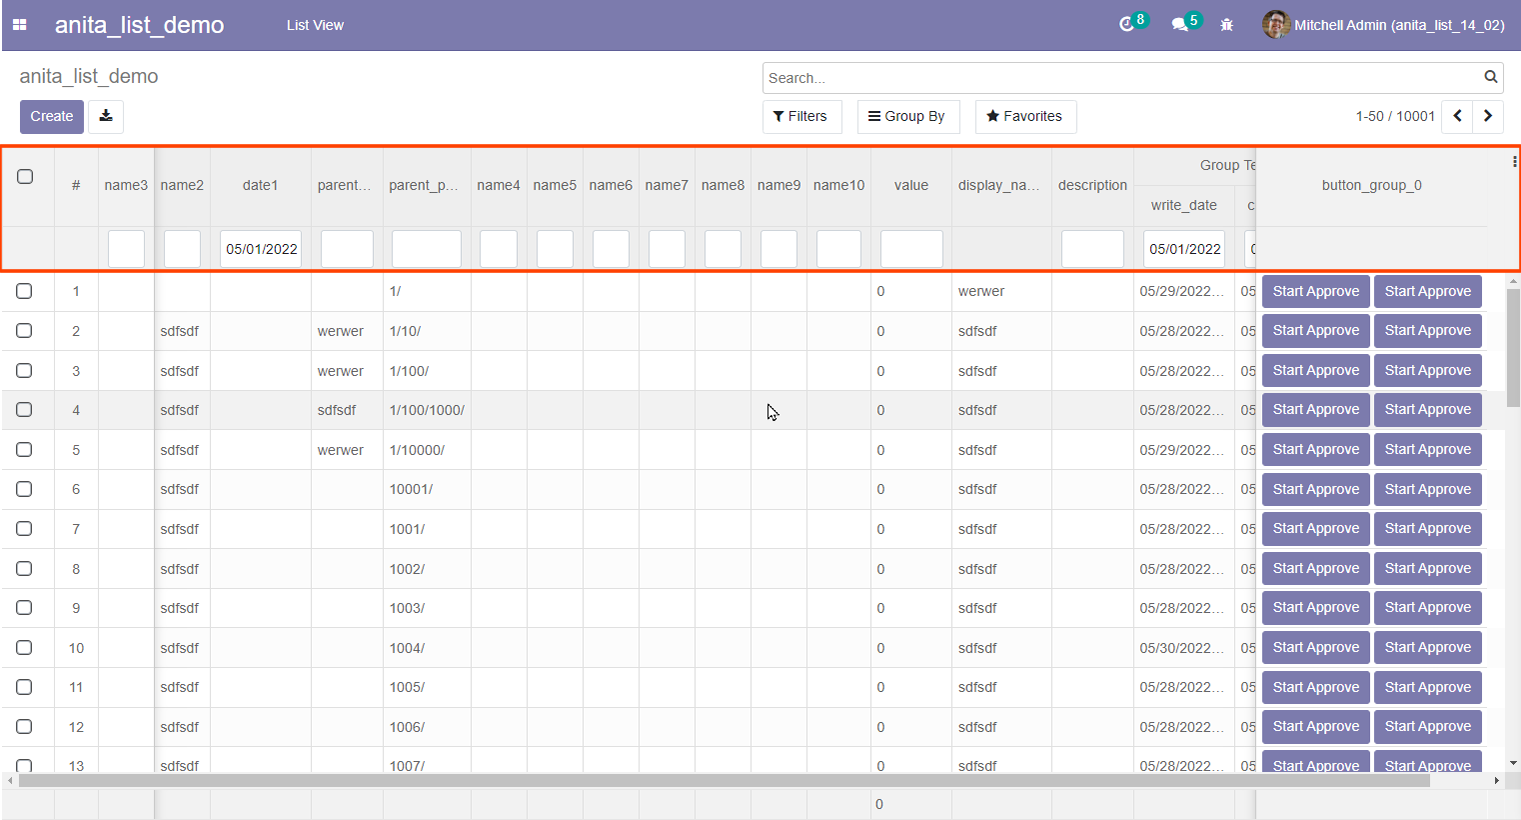 anita_list_demo List View 8 5 Mitchell Admin (anita_list_14_02)
anita_list_demo Search...
Create Filters Group By Favorites 1-50 / 10001
Group Te
# name3 name2 date1 parent... parent_p... name4 name5 name6 name7 name8 name9 name10 value display_na... description button_group_0
write_date c
05/01/2022 05/01/2022
1 1/ 0 werwer 05/29/2022... 05 Start Approve Start Approve
2 sdfsdf werwer 1/10/ 0 sdfsdf 05/28/2022... 05 Start Approve Start Approve
3 sdfsdf werwer 1/100/ 0 sdfsdf 05/28/2022... 05 Start Approve Start Approve
4 sdfsdf sdfsdf 1/100/1000/ 0 sdfsdf 05/28/2022... 05 Start Approve Start Approve
5 sdfsdf werwer 1/10000/ 0 sdfsdf 05/29/2022... 05 Start Approve Start Approve
6 sdfsdf 10001/ 0 sdfsdf 05/28/2022... 05 Start Approve Start Approve
7 sdfsdf 1001/ 0 sdfsdf 05/28/2022... 05 Start Approve Start Approve
8 sdfsdf 1002/ 0 sdfsdf 05/28/2022... 05 Start Approve Start Approve
9 sdfsdf 1003/ 0 sdfsdf 05/28/2022... 05 Start Approve Start Approve
10 sdfsdf 1004/ 0 sdfsdf 05/30/2022... 05 Start Approve Start Approve
11 sdfsdf 1005/ 0 sdfsdf 05/28/2022... 05 Start Approve Start Approve
12 sdfsdf 1006/ 0 sdfsdf 05/28/2022... 05 Start Approve Start Approve
13 sdfsdf 1007/ 0 sdfsdf 05/28/2022... 05 Start Approve Start Approve
0